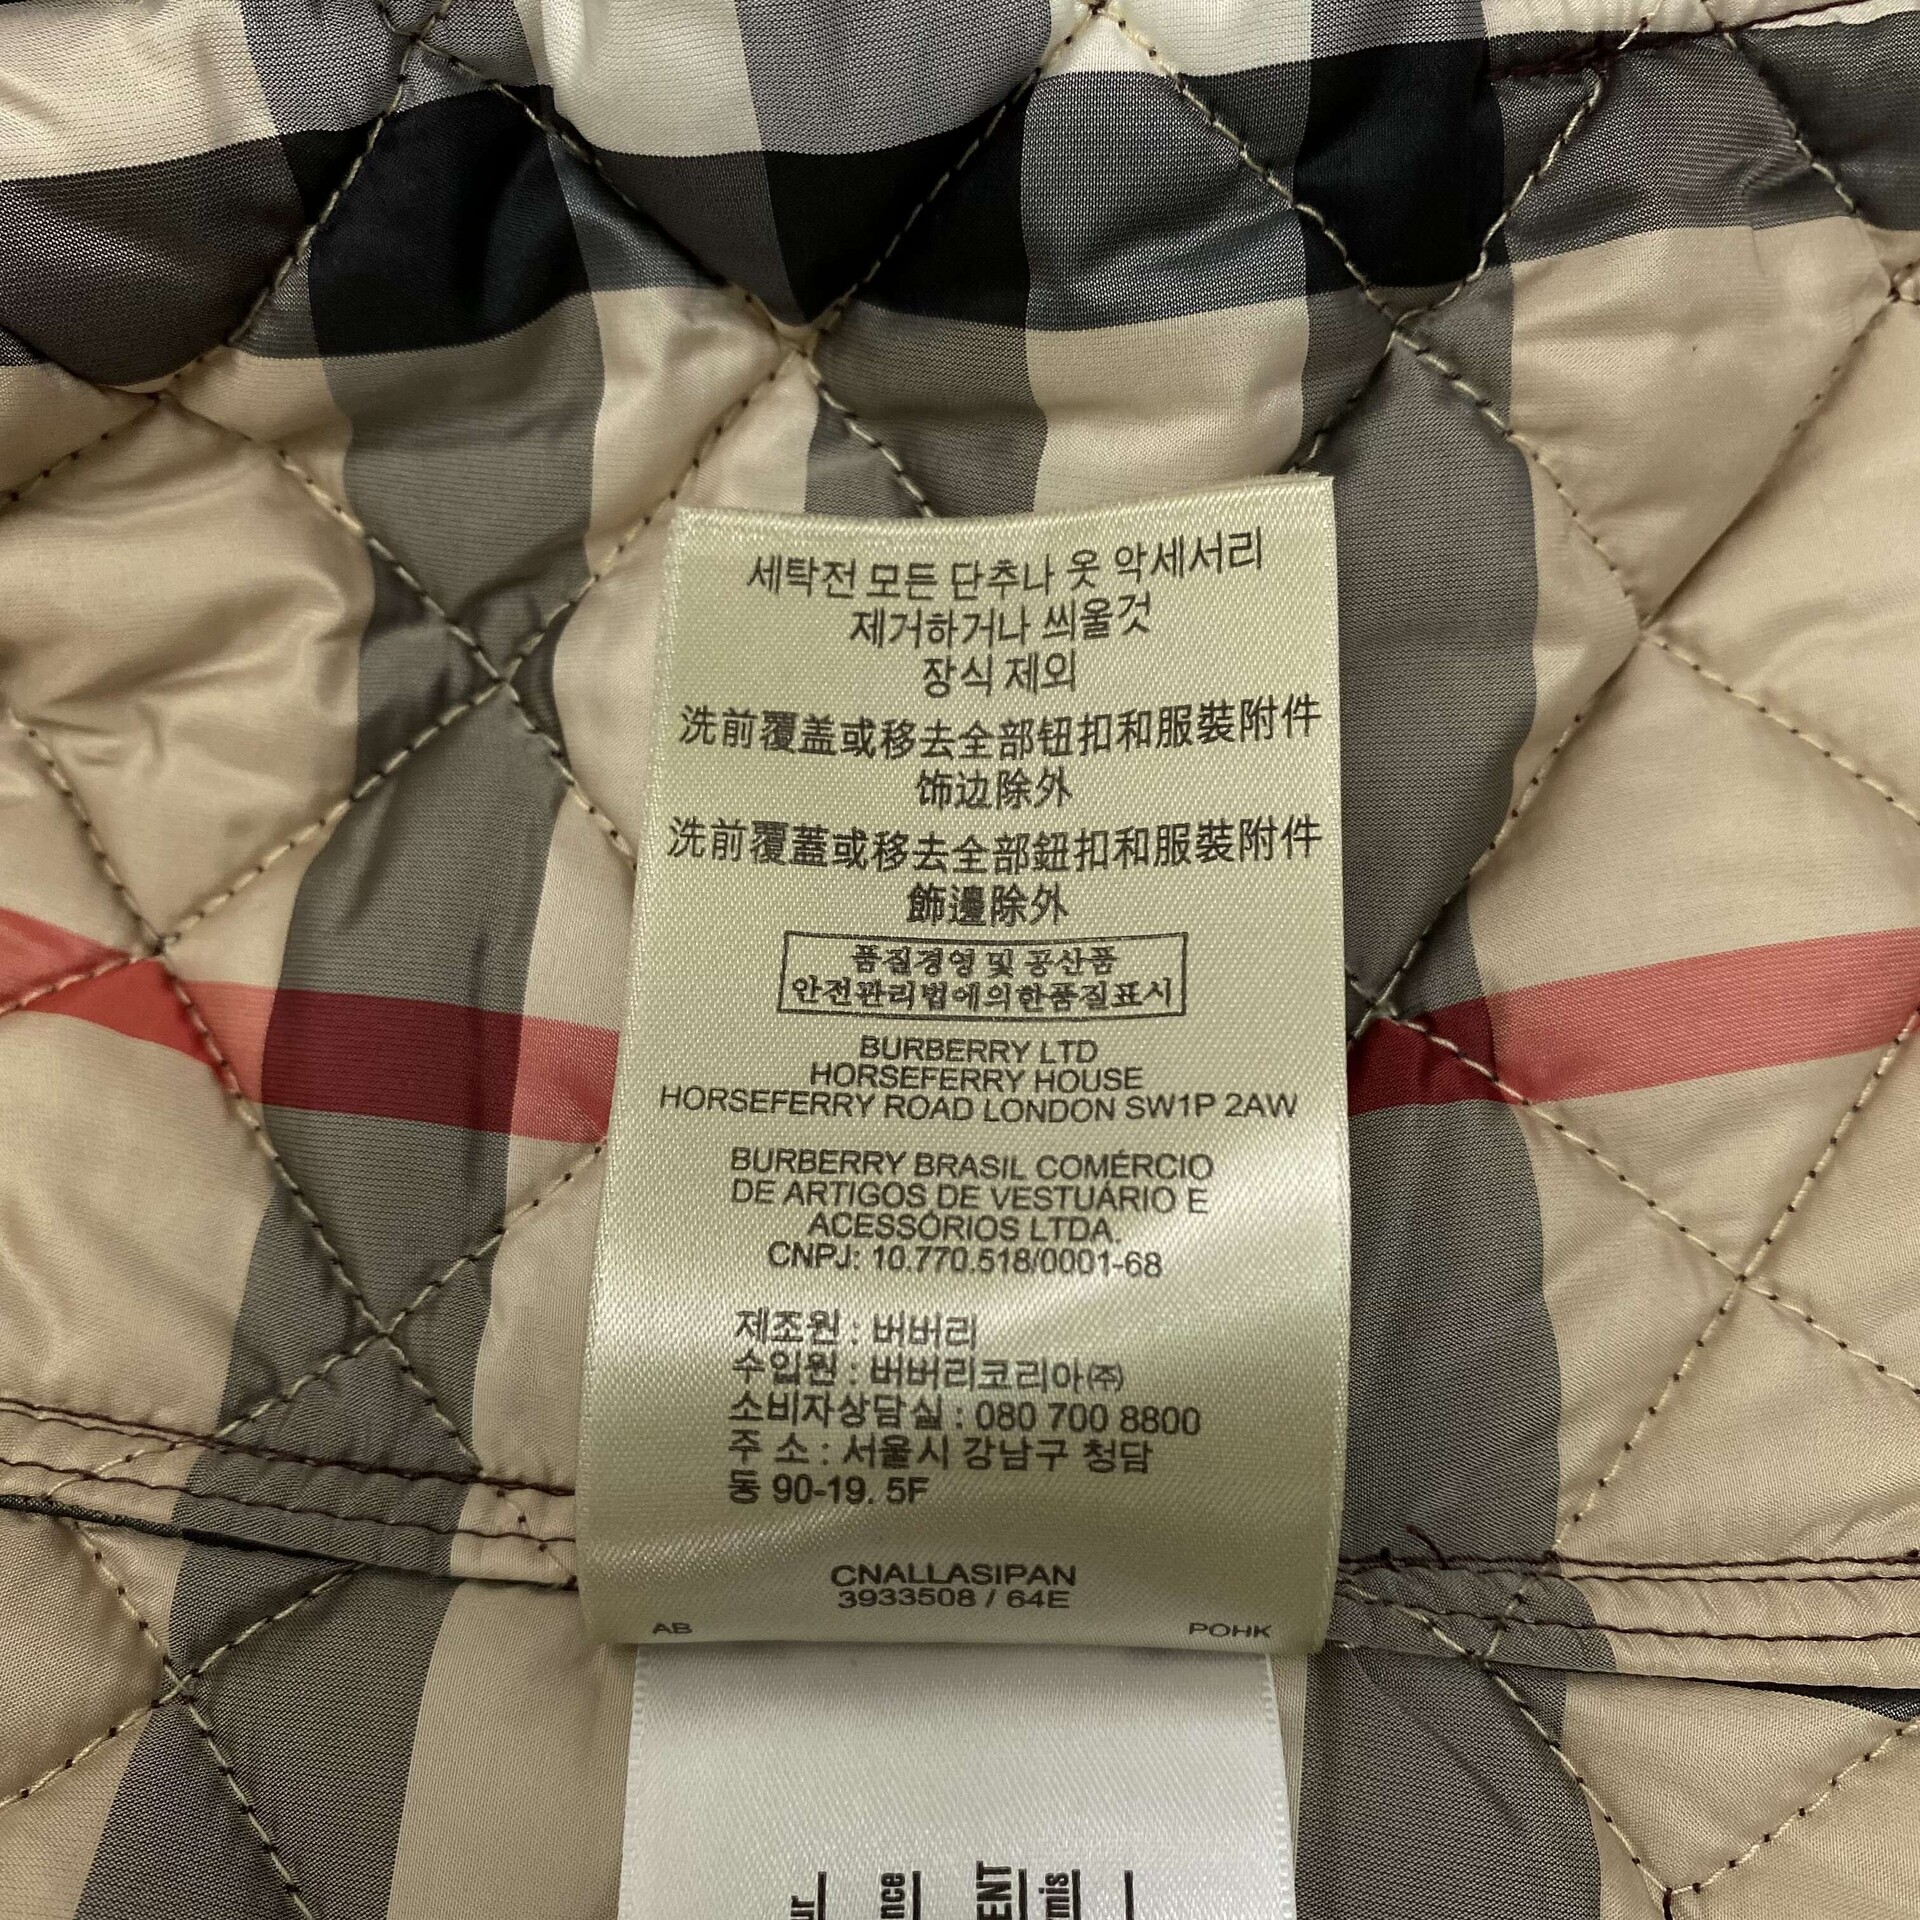 세탁전 모든 단추나 옷 악세서리
제거하거나 씌울것
장식 제외
洗前覆盖或移去全部钮扣和服裝附件
饰边除外
洗前覆蓋或移去全部鈕扣和服裝附件
飾邊除外
품질경영 및 공산품
안전관리법에의한품질표시
BURBERRY LTD
HORSEFERRY HOUSE
HORSEFERRY ROAD LONDON SW1P 2AW
BURBERRY BRASIL COMÉRCIO
DE ARTIGOS DE VESTUÁRIO E
ACESSÓRIOS LTDA.
CNPJ: 10.770.518/0001-68
제조원 : 버버리
수입원 : 버버리코리아㈜
소비자상담실 : 080 700 8800
주 소 : 서울시 강남구 청담
동 90-19. 5F
CNALLASIPAN
3933508 / 64E
AB POHK